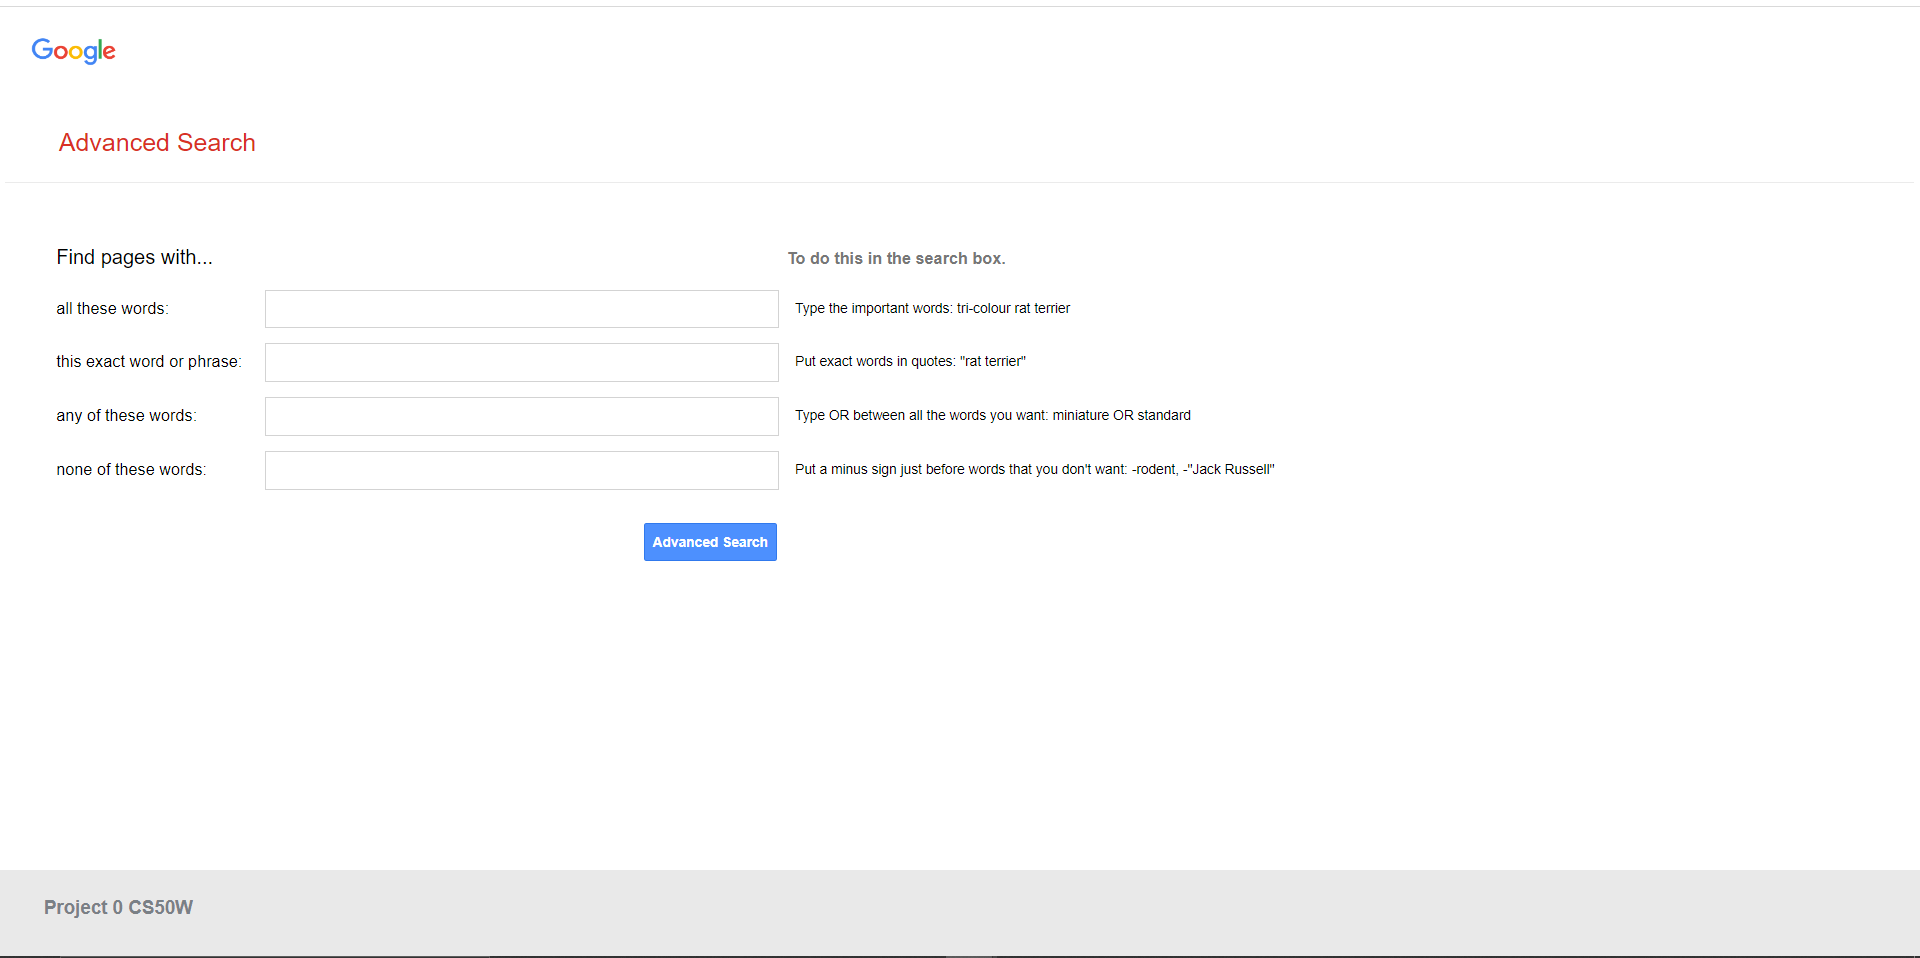 Google
Advanced Search
Find pages with...
To do this in the search box.
all these words:
Type the important words: tri-colour rat terrier
this exact word or phrase:
Put exact words in quotes: "rat terrier"
any of these words:
Type OR between all the words you want: miniature OR standard
none of these words:
Put a minus sign just before words that you don't want: -rodent, -"Jack Russell"
Advanced Search
Project 0 CS50W